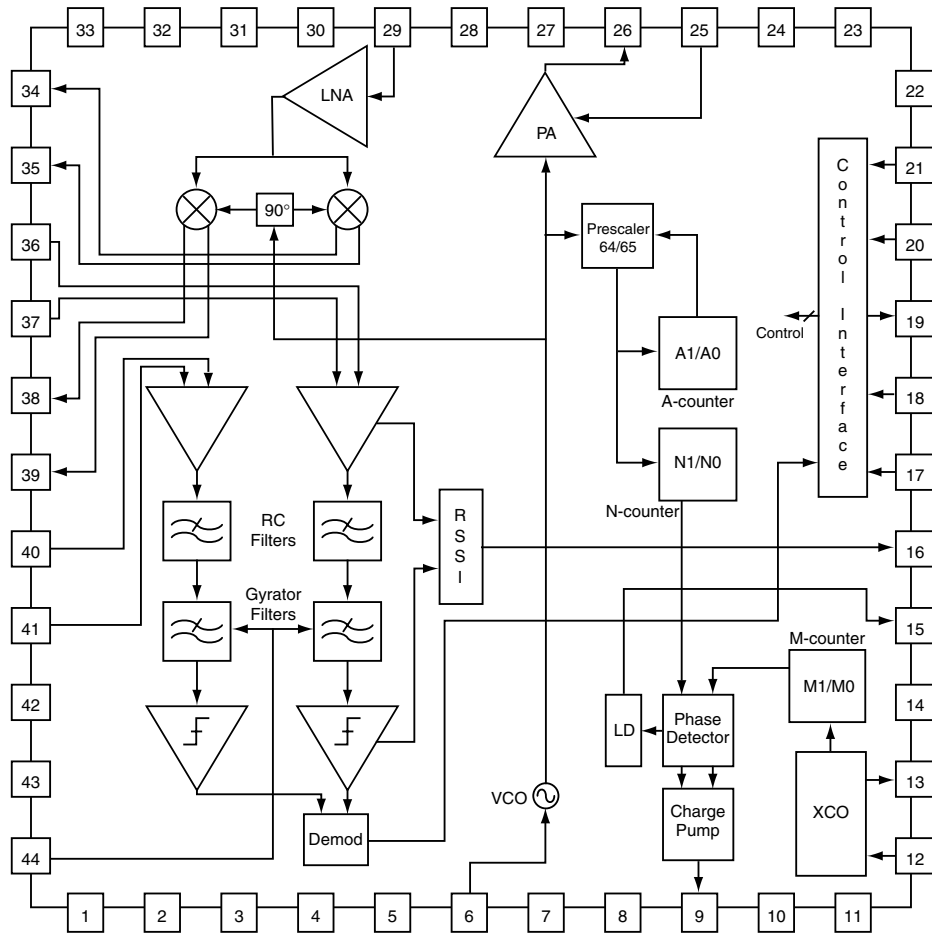 33 32 31 30 29 28 27 26 25 24 23
34
LNA
PA
22
35
21
36
90°
Prescaler
64/65
20
37
Control
A1/A0
A-counter
19
Control Interface
38
18
39
N1/N0
N-counter
17
40
RC
Filters
RSSI
16
41
Gyrator
Filters
15
M-counter
M1/M0
42
LD
Phase
Detector
14
43
VCO
Charge
Pump
XCO
13
44
Demod
12
1 2 3 4 5 6 7 8 9 10 11